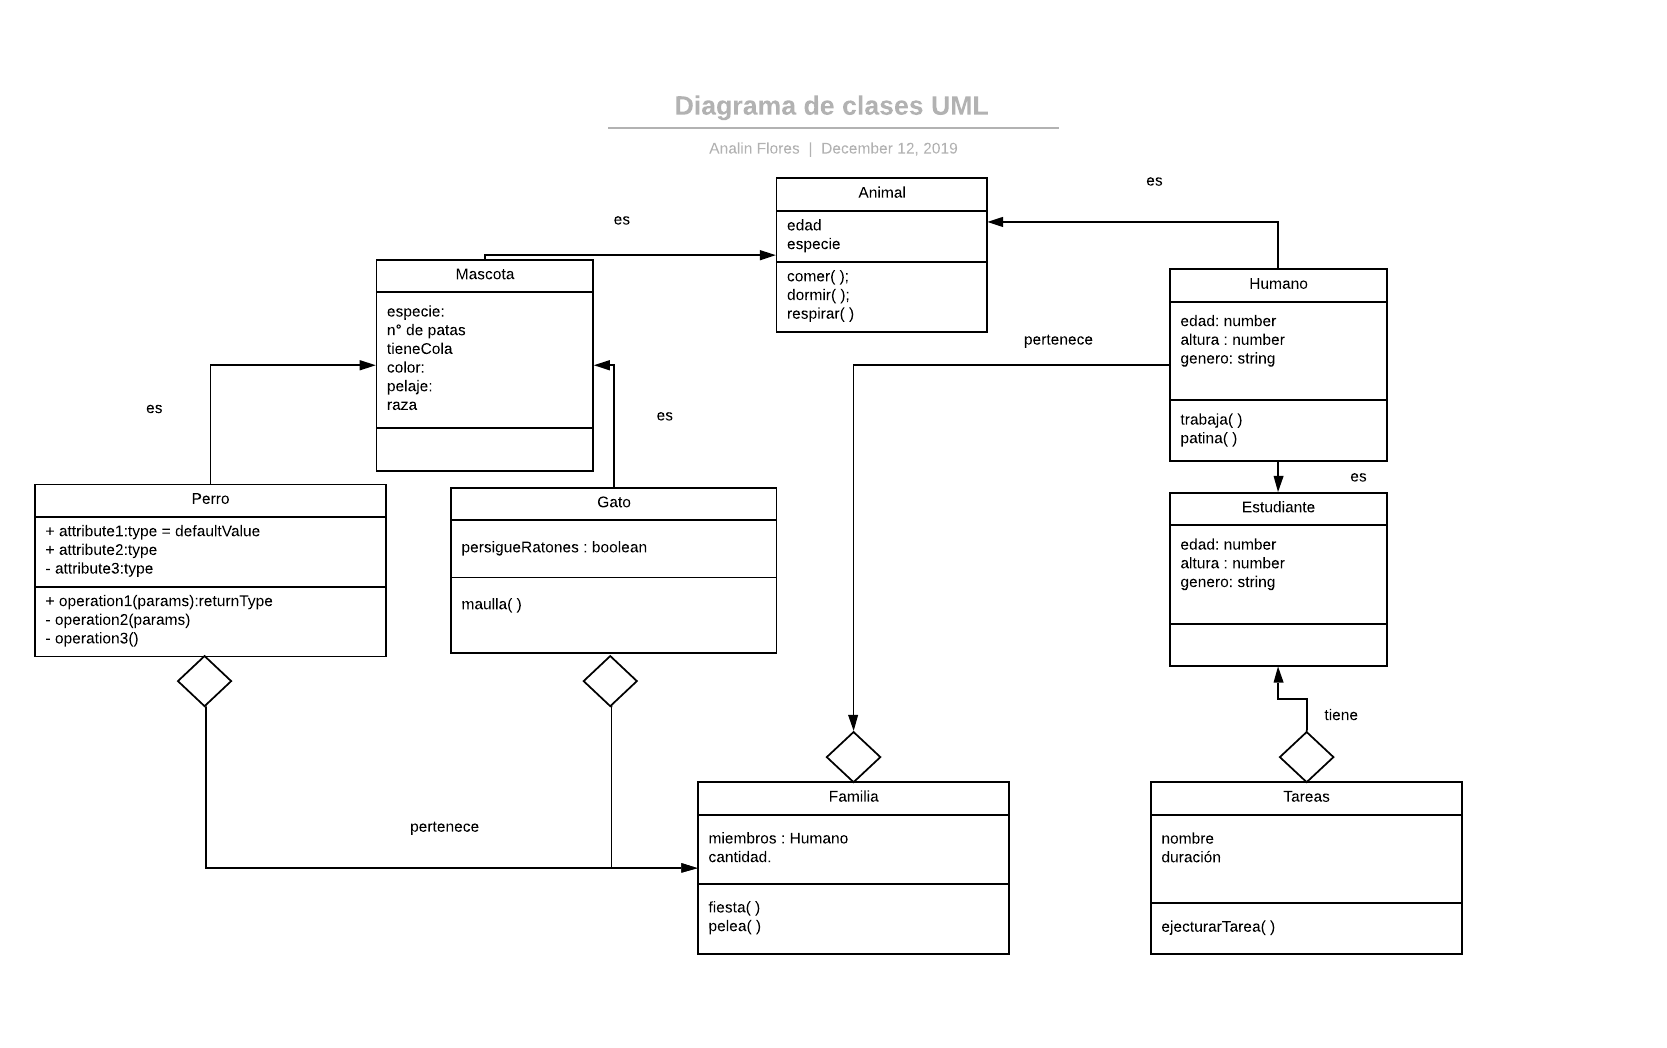 Diagrama de clases UML
Analin Flores | December 12, 2019
Animal
edad
especie
comer( );
dormir( );
respirar( )
es
es
Mascota
especie:
n° de patas
tieneCola
color:
pelaje:
raza
Humano
edad: number
altura : number
genero: string
trabaja( )
patina( )
pertenece
es
es
es
Perro
+ attribute1:type = defaultValue
+ attribute2:type
- attribute3:type
+ operation1(params):returnType
- operation2(params)
- operation3()
Gato
persigueRatones : boolean
maulla( )
Estudiante
edad: number
altura : number
genero: string
tiene
pertenece
Familia
miembros : Humano
cantidad.
fiesta( )
pelea( )
Tareas
nombre
duración
ejecturarTarea( )